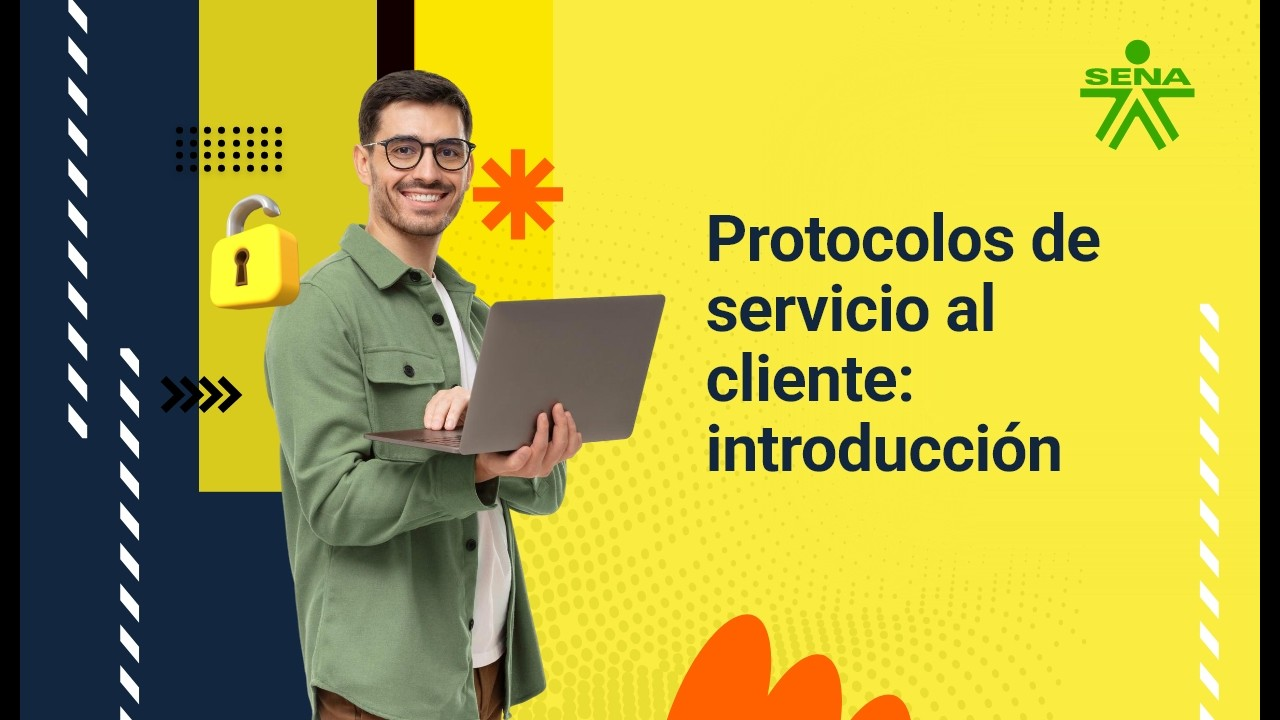 SENA
Protocolos de
servicio al
cliente:
introducción